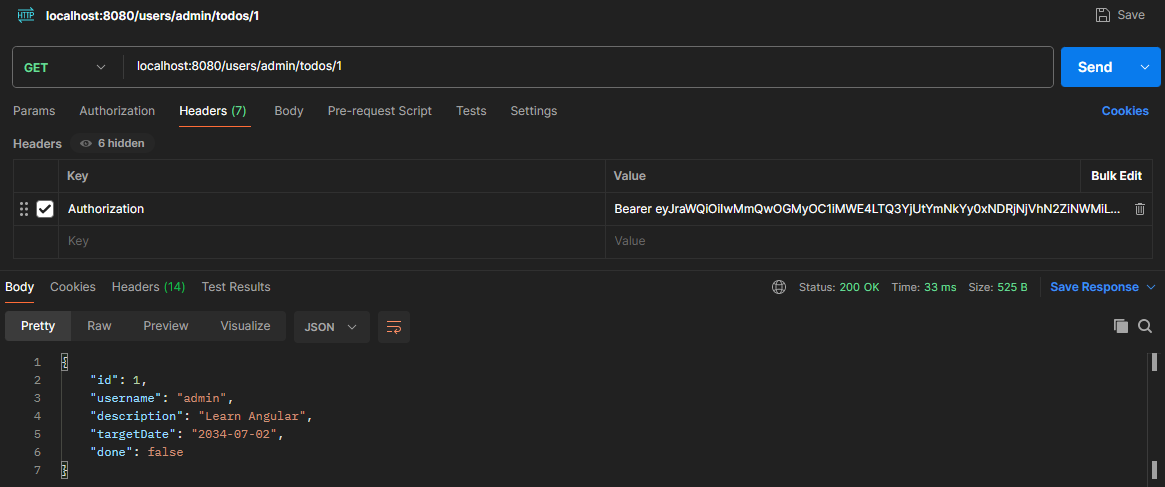 HTTP localhost:8080/users/admin/todos/1 Save
GET localhost:8080/users/admin/todos/1 Send
Params Authorization Headers (7) Body Pre-request Script Tests Settings Cookies
Headers 6 hidden
Key Value Bulk Edit
Authorization Bearer eyJraWQiOiIwMmQwOGMyOC1iMWE4LTQ3YjUtYmNkYy0xNDRjNjVhN2ZiNWMiL...
Key Value
Body Cookies Headers (14) Test Results Status: 200 OK Time: 33 ms Size: 525 B Save Response
Pretty Raw Preview Visualize JSON
1 {
2 "id": 1,
3 "username": "admin",
4 "description": "Learn Angular",
5 "targetDate": "2034-07-02",
6 "done": false
7 }